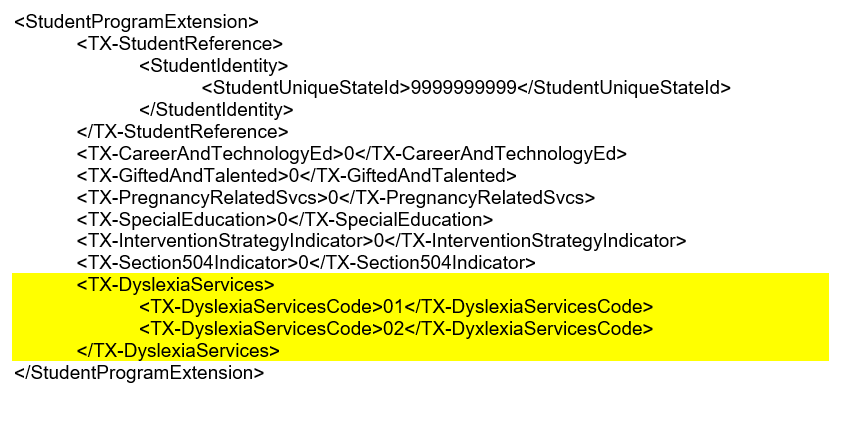 <StudentProgramExtension>
<TX-StudentReference>
<StudentIdentity>
<StudentUniqueStateId>9999999999</StudentUniqueStateId>
</StudentIdentity>
</TX-StudentReference>
<TX-CareerAndTechnologyEd>0</TX-CareerAndTechnologyEd>
<TX-GiftedAndTalented>0</TX-GiftedAndTalented>
<TX-PregnancyRelatedSvcs>0</TX-PregnancyRelatedSvcs>
<TX-SpecialEducation>0</TX-SpecialEducation>
<TX-InterventionStrategyIndicator>0</TX-InterventionStrategyIndicator>
<TX-Section504Indicator>0</TX-Section504Indicator>
<TX-DyslexiaServices>
<TX-DyslexiaServicesCode>01</TX-DyslexiaServicesCode>
<TX-DyslexiaServicesCode>02</TX-DyxlexiaServicesCode>
</TX-DyslexiaServices>
</StudentProgramExtension>